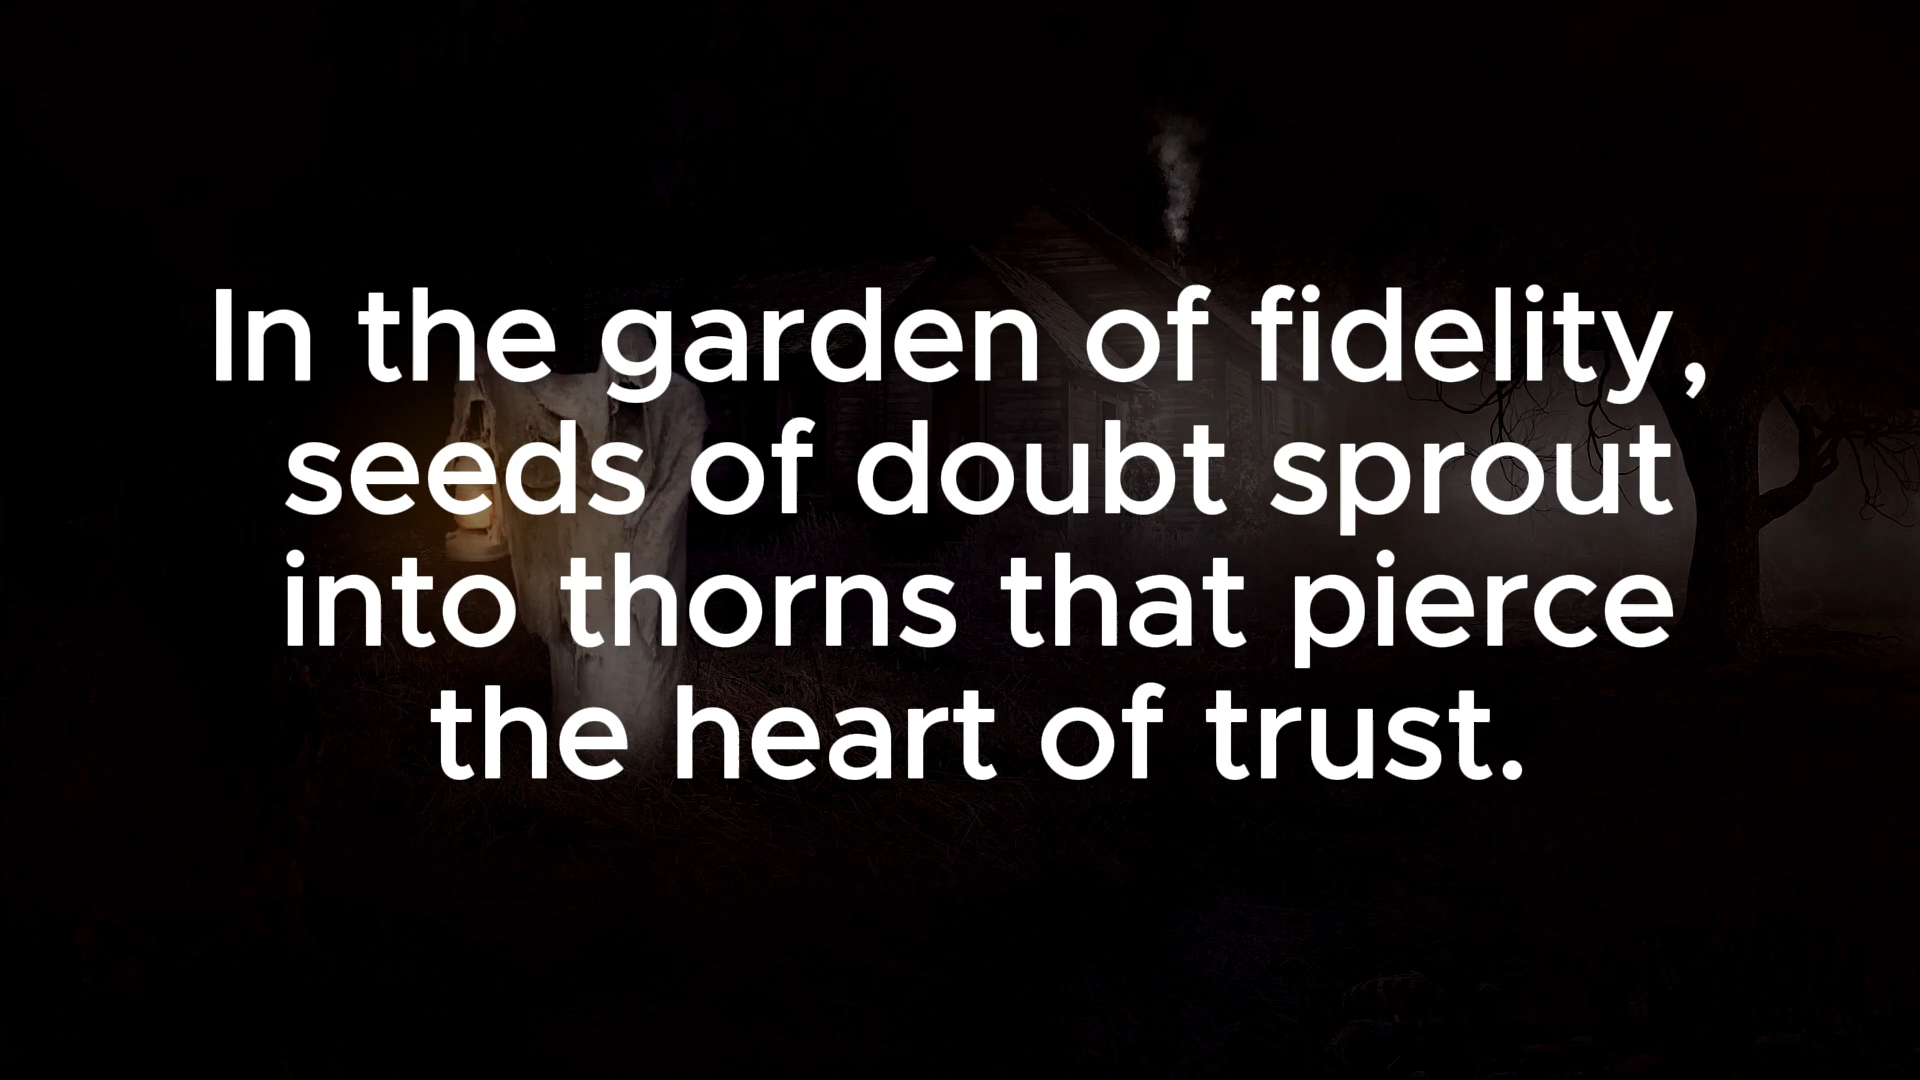 In the garden of fidelity,
seeds of doubt sprout
into thorns that pierce
the heart of trust.